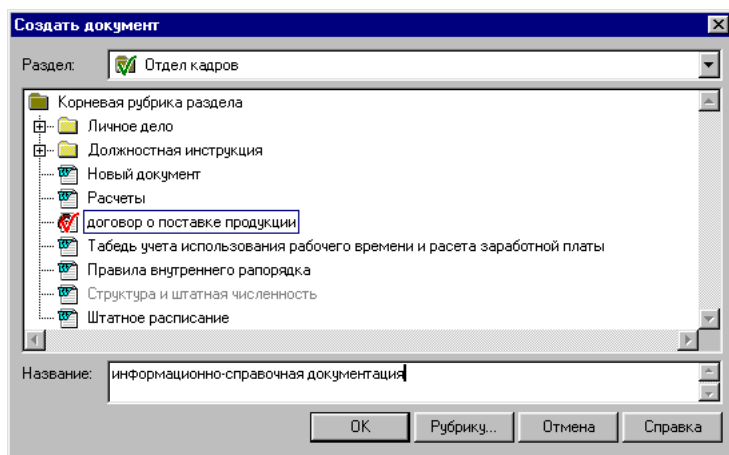 Создать документ
Раздел: Отдел кадров
Корневая рубрика раздела
Личное дело
Должностная инструкция
Новый документ
Расчеты
договор о поставке продукции
Табедь учета использования рабочего времени и расета заработной платы
Правила внутреннего рапорядка
Структура и штатная численность
Штатное расписание
Название: информационно-справочная документация
OK Рубрику... Отмена Справка